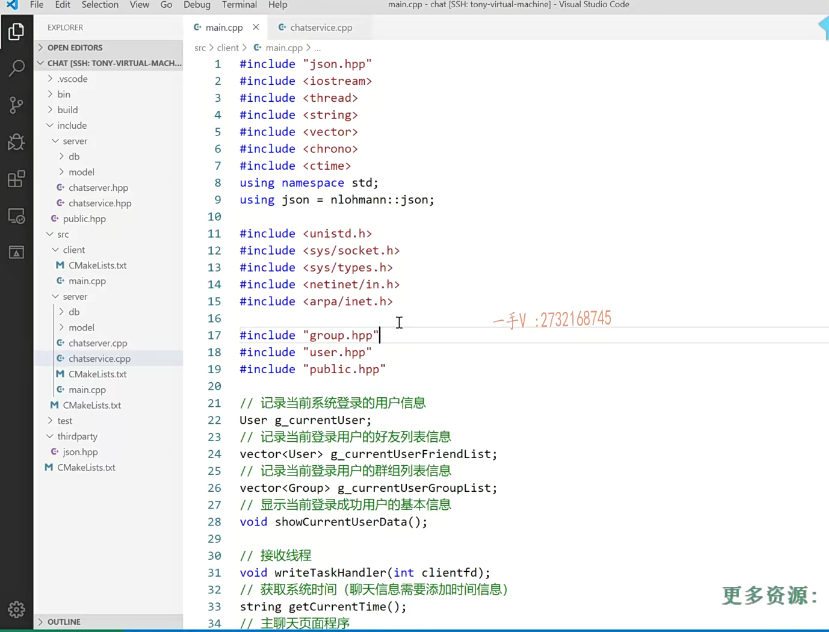 File Edit Selection View Go Debug Terminal Help main.cpp - chat [SSH: tony-virtual-machine] - Visual Studio Code
EXPLORER
OPEN EDITORS
CHAT [SSH: TONY-VIRTUAL-MACH...
.vscode
bin
build
include
server
db
model
chatserver.hpp
chatservice.hpp
public.hpp
src
client
CMakeLists.txt
main.cpp
server
db
model
chatserver.cpp
chatservice.cpp
CMakeLists.txt
main.cpp
CMakeLists.txt
test
thirdparty
json.hpp
CMakeLists.txt
OUTLINE
main.cpp × chatservice.cpp
src > client > main.cpp > ...
1 #include "json.hpp"
2 #include <iostream>
3 #include <thread>
4 #include <string>
5 #include <vector>
6 #include <chrono>
7 #include <ctime>
8 using namespace std;
9 using json = nlohmann::json;
10
11 #include <unistd.h>
12 #include <sys/socket.h>
13 #include <sys/types.h>
14 #include <netinet/in.h>
15 #include <arpa/inet.h>
16
17 #include "group.hpp"
18 #include "user.hpp"
19 #include "public.hpp"
20
21 // 记录当前系统登录的用户信息
22 User g_currentUser;
23 // 记录当前登录用户的好友列表信息
24 vector<User> g_currentUserFriendList;
25 // 记录当前登录用户的群组列表信息
26 vector<Group> g_currentUserGroupList;
27 // 显示当前登录成功用户的基本信息
28 void showCurrentUserData();
29
30 // 接收线程
31 void writeTaskHandler(int clientfd);
32 // 获取系统时间（聊天信息需要添加时间信息）
33 string getCurrentTime();
34 // 主聊天页面程序
一手V :2732168745
更多资源: